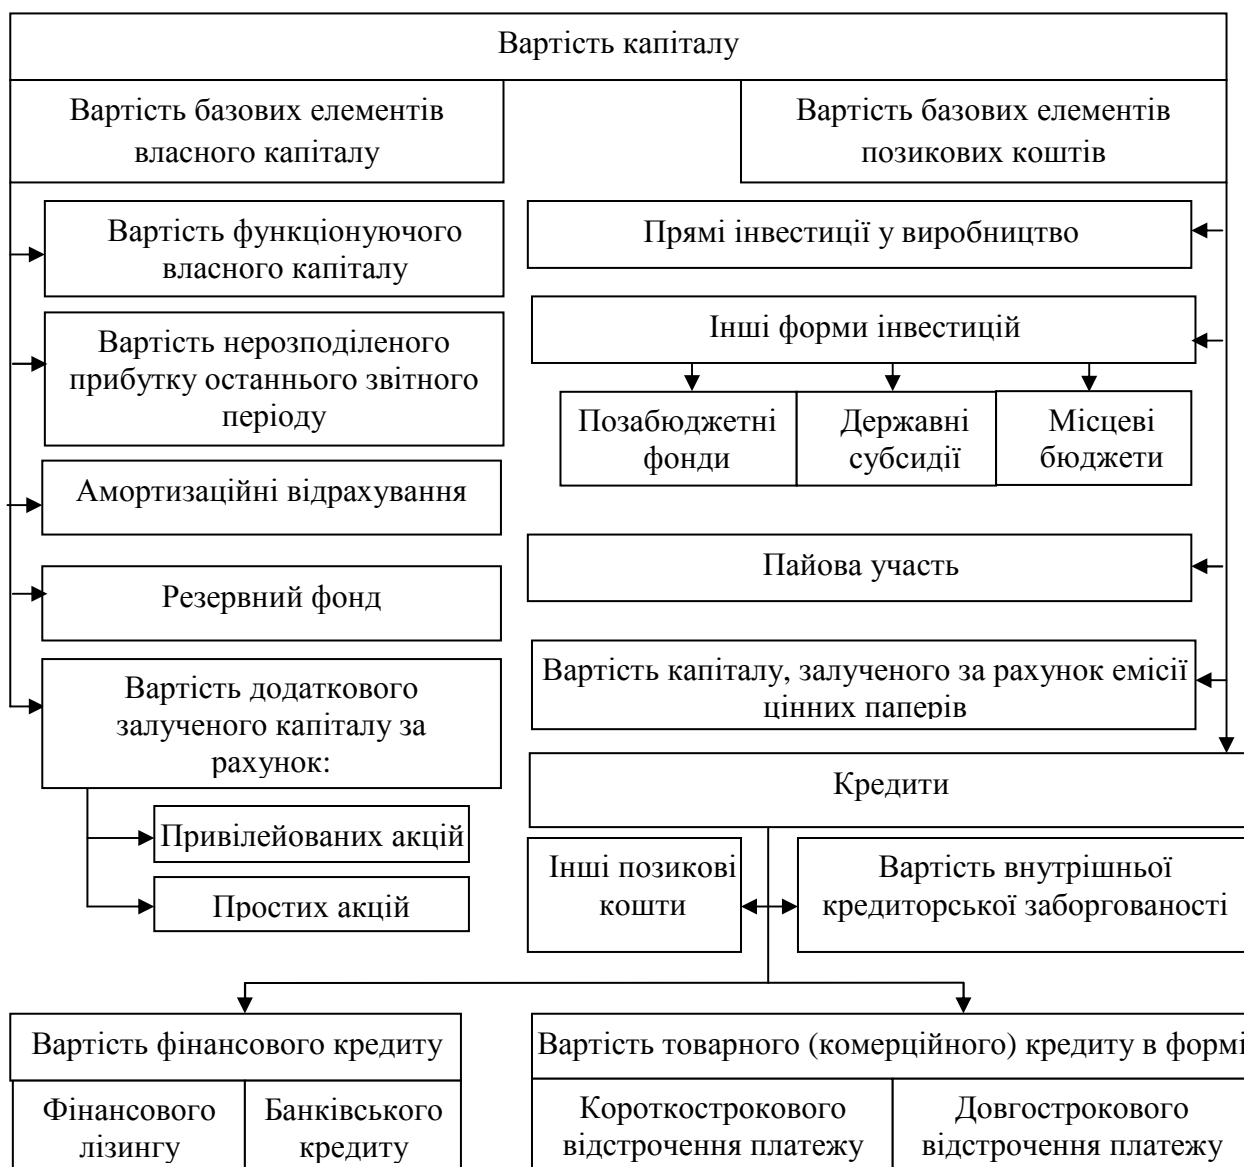 Вартість капіталу
Вартість базових елементів
власного капіталу
Вартість базових елементів
позикових коштів
Вартість функціонуючого
власного капіталу
Вартість нерозподіленого
прибутку останнього звітного
періоду
Амортизаційні відрахування
Резервний фонд
Вартість додаткового
залученого капіталу за
рахунок:
Привілейованих акцій
Простих акцій
Прямі інвестиції у виробництво
Інші форми інвестицій
Позабюджетні
фонди
Державні
субсидії
Місцеві
бюджети
Пайова участь
Вартість капіталу, залученого за рахунок емісії
цінних паперів
Кредити
Інші позикові
кошти
Вартість внутрішньої
кредиторської заборгованості
Вартість фінансового кредиту
Фінансового
лізингу
Банківського
кредиту
Вартість товарного (комерційного) кредиту в формі
Короткострокового
відстрочення платежу
Довгострокового
відстрочення платежу